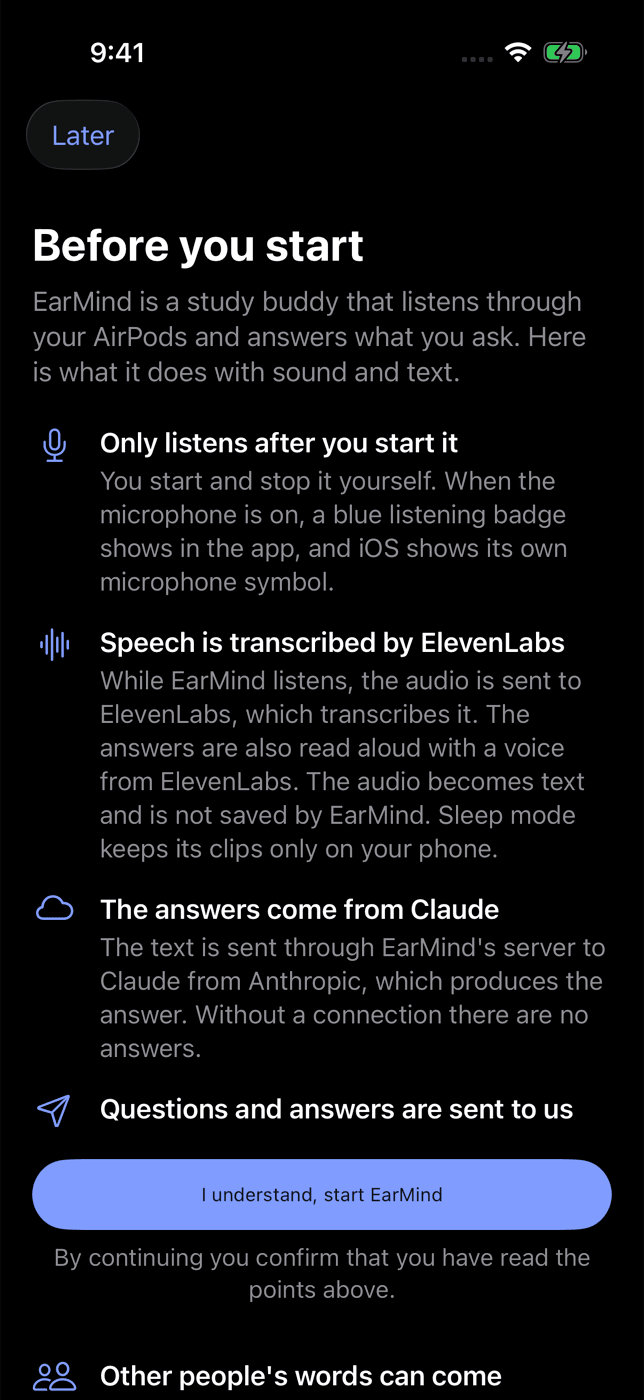 9:41
Later
Before you start
EarMind is a study buddy that listens through
your AirPods and answers what you ask. Here
is what it does with sound and text.
Only listens after you start it
You start and stop it yourself. When the
microphone is on, a blue listening badge
shows in the app, and iOS shows its own
microphone symbol.
Speech is transcribed by ElevenLabs
While EarMind listens, the audio is sent to
ElevenLabs, which transcribes it. The
answers are also read aloud with a voice
from ElevenLabs. The audio becomes text
and is not saved by EarMind. Sleep mode
keeps its clips only on your phone.
The answers come from Claude
The text is sent through EarMind's server to
Claude from Anthropic, which produces the
answer. Without a connection there are no
answers.
Questions and answers are sent to us
I understand, start EarMind
By continuing you confirm that you have read the
points above.
Other people's words can come